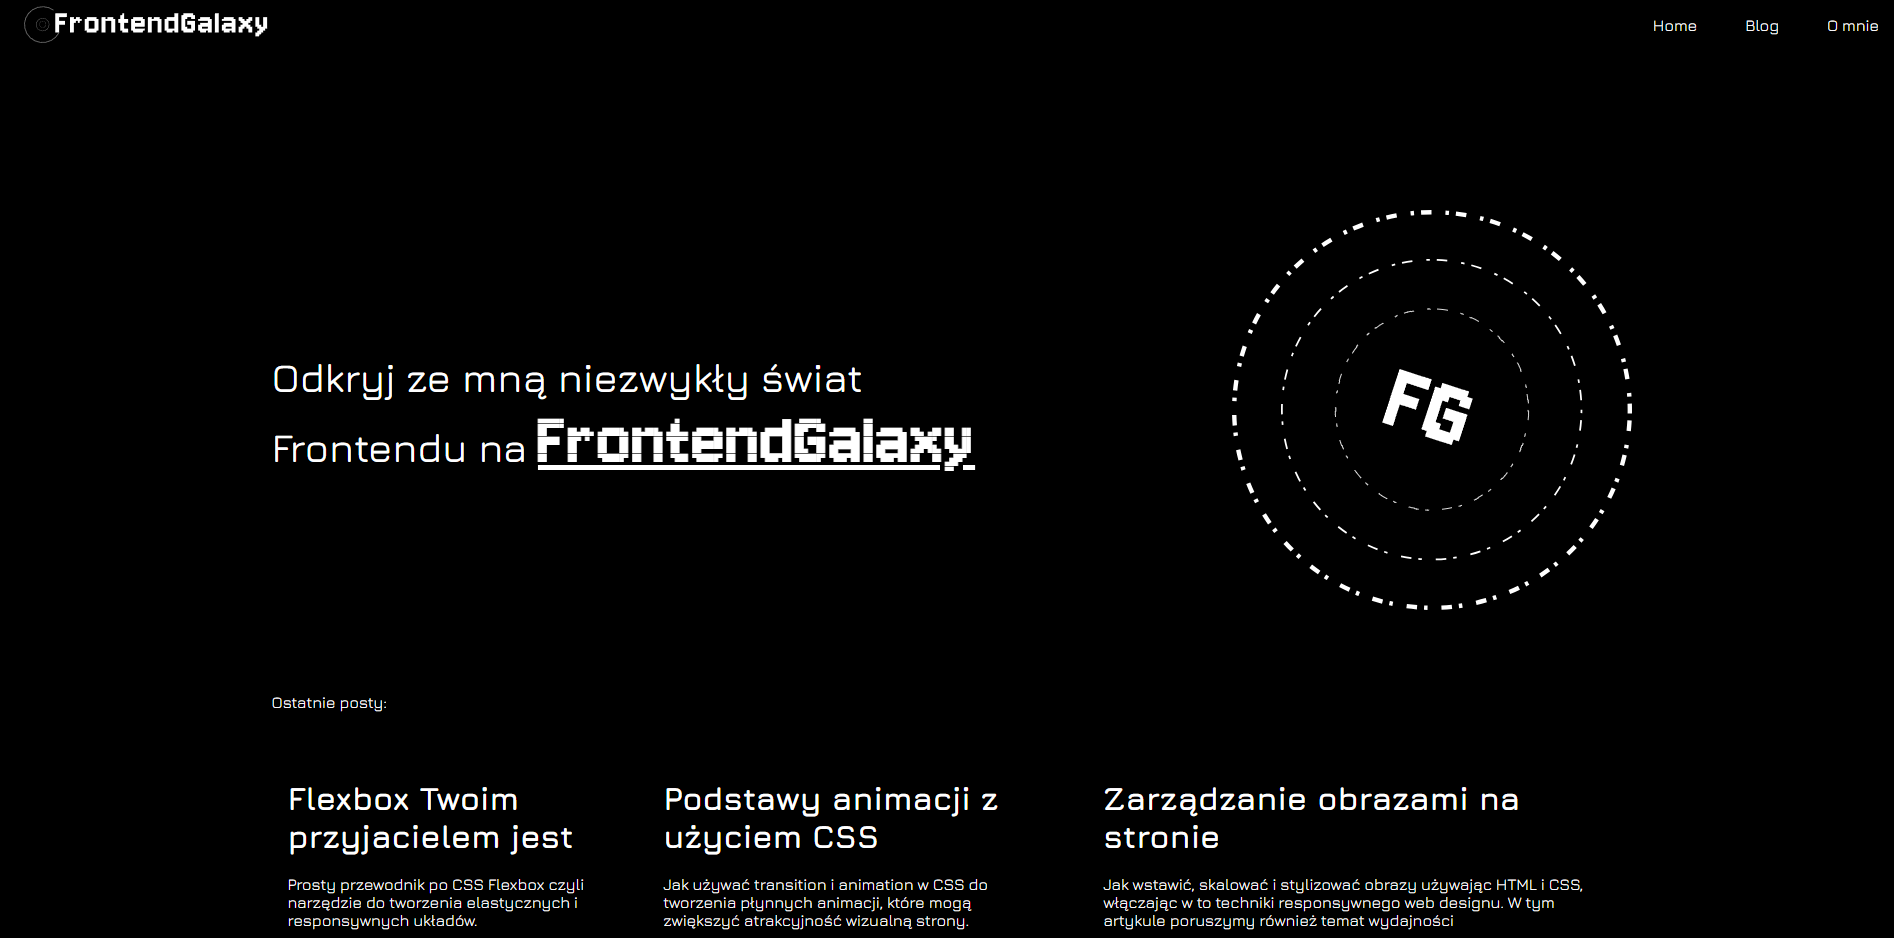 FrontendGalaxy
Home Blog O mnie
Odkryj ze mną niezwykły świat
Frontendu na FrontendGalaxy
FG
Ostatnie posty:
Flexbox Twoim
przyjacielem jest
Prosty przewodnik po CSS Flexbox czyli
narzędzie do tworzenia elastycznych i
responsywnych układów.
Podstawy animacji z
użyciem CSS
Jak używać transition i animation w CSS do
tworzenia płynnych animacji, które mogą
zwiększyć atrakcyjność wizualną strony.
Zarządzanie obrazami na
stronie
Jak wstawić, skalować i stylizować obrazy używając HTML i CSS,
włączając w to techniki responsywnego web designu. W tym
artykule poruszymy również temat wydajności